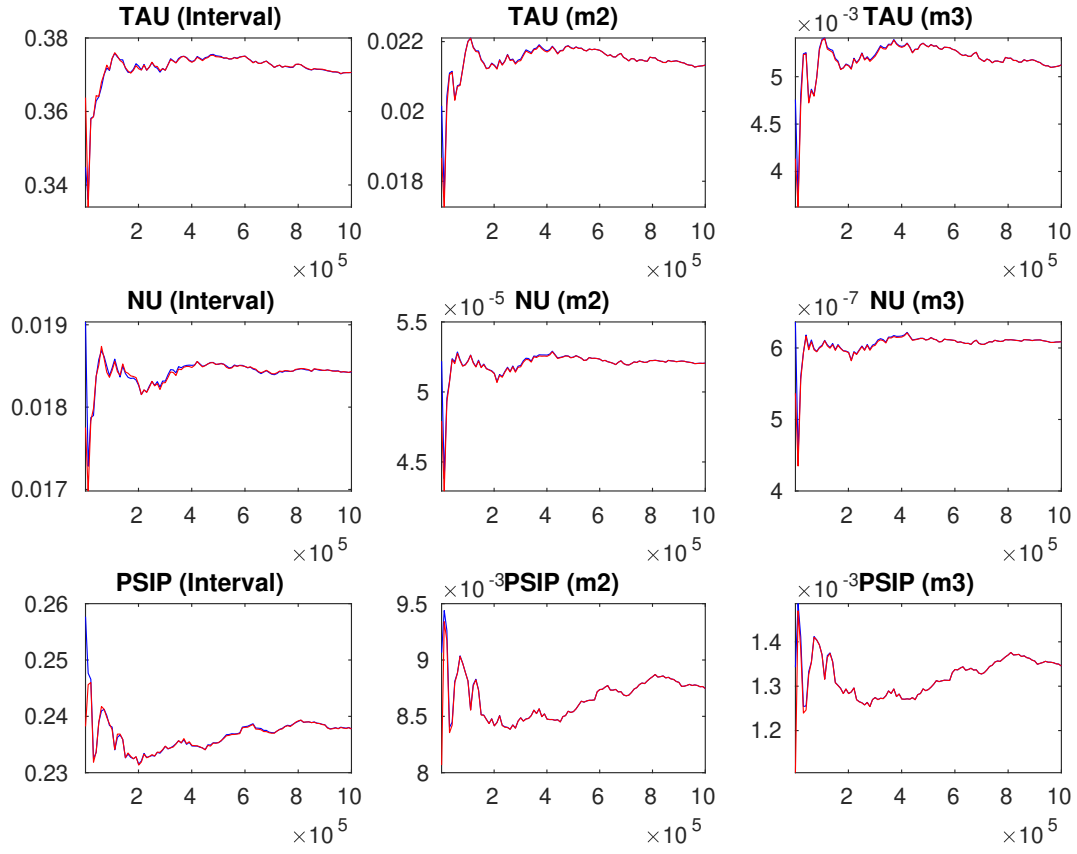 TAU (Interval)
0.38
0.36
0.34
2 4 6 8 10
×10 5
TAU (m2)
0.022
0.02
0.018
2 4 6 8 10
×10 5
×10 -3 TAU (m3)
5
4.5
4
2 4 6 8 10
×10 5
NU (Interval)
0.019
0.018
0.017
2 4 6 8 10
×10 5
×10 -5 NU (m2)
5.5
5
4.5
2 4 6 8 10
×10 5
×10 -7 NU (m3)
6
5
4
2 4 6 8 10
×10 5
PSIP (Interval)
0.26
0.25
0.24
0.23
2 4 6 8 10
×10 5
×10 -3 PSIP (m2)
9.5
9
8.5
8
2 4 6 8 10
×10 5
×10 -3 PSIP (m3)
1.4
1.3
1.2
2 4 6 8 10
×10 5